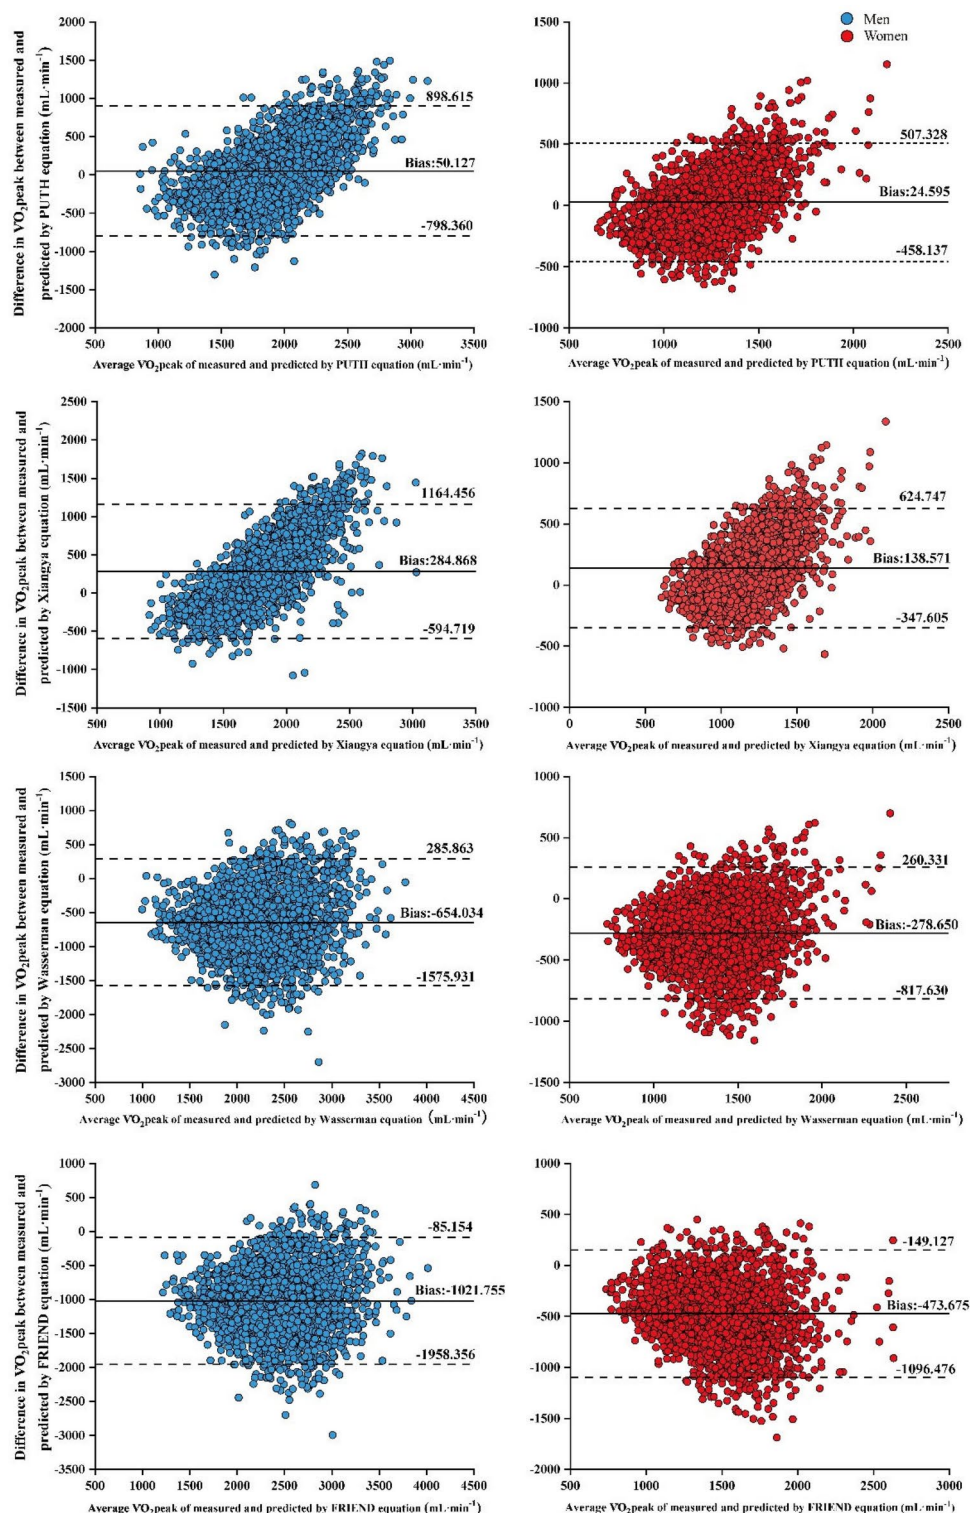 Men
Women
Difference in V̇O₂peak between measured and
predicted by PUTH equation (mL·min⁻¹)
2000
1500
1000
500
0
-500
-1000
-1500
-2000
898.615
Bias:50.127
-798.360
500 1000 1500 2000 2500 3000 3500
Average V̇O₂peak of measured and predicted by PUTH equation (mL·min⁻¹)
1500
1000
500
0
-500
-1000
507.328
Bias:24.595
-458.137
500 1000 1500 2000 2500
Average V̇O₂peak of measured and predicted by PUTH equation (mL·min⁻¹)
Difference in V̇O₂peak between measured and
predicted by Xiangya equation (mL·min⁻¹)
2500
2000
1500
1000
500
0
-500
-1000
-1500
1164.456
Bias:284.868
-594.719
500 1000 1500 2000 2500 3000 3500
Average V̇O₂peak of measured and predicted by Xiangya equation (mL·min⁻¹)
1500
1000
500
0
-500
-1000
624.747
Bias:138.571
-347.605
0 500 1000 1500 2000 2500
Average V̇O₂peak of measured and predicted by Xiangya equation (mL·min⁻¹)
Difference in V̇O₂peak between measured and
predicted by Wasserman equation (mL·min⁻¹)
1500
1000
500
0
-500
-1000
-1500
-2000
-2500
-3000
285.863
Bias:-654.034
-1575.931
500 1000 1500 2000 2500 3000 3500 4000 4500
Average V̇O₂peak of measured and predicted by Wasserman equation (mL·min⁻¹)
1000
500
0
-500
-1000
-1500
260.331
Bias:-278.650
-817.630
500 1000 1500 2000 2500
Average V̇O₂peak of measured and predicted by Wasserman equation (mL·min⁻¹)
Difference in V̇O₂peak between measured and
predicted by FRIEND equation (mL·min⁻¹)
1000
500
0
-500
-1000
-1500
-2000
-2500
-3000
-3500
-85.154
Bias:-1021.755
-1958.356
500 1000 1500 2000 2500 3000 3500 4000 4500
Average V̇O₂peak of measured and predicted by FRIEND equation (mL·min⁻¹)
1000
500
0
-500
-1000
-1500
-2000
-149.127
Bias:-473.675
-1096.476
500 1000 1500 2000 2500 3000
Average V̇O₂peak of measured and predicted by FRIEND equation (mL·min⁻¹)